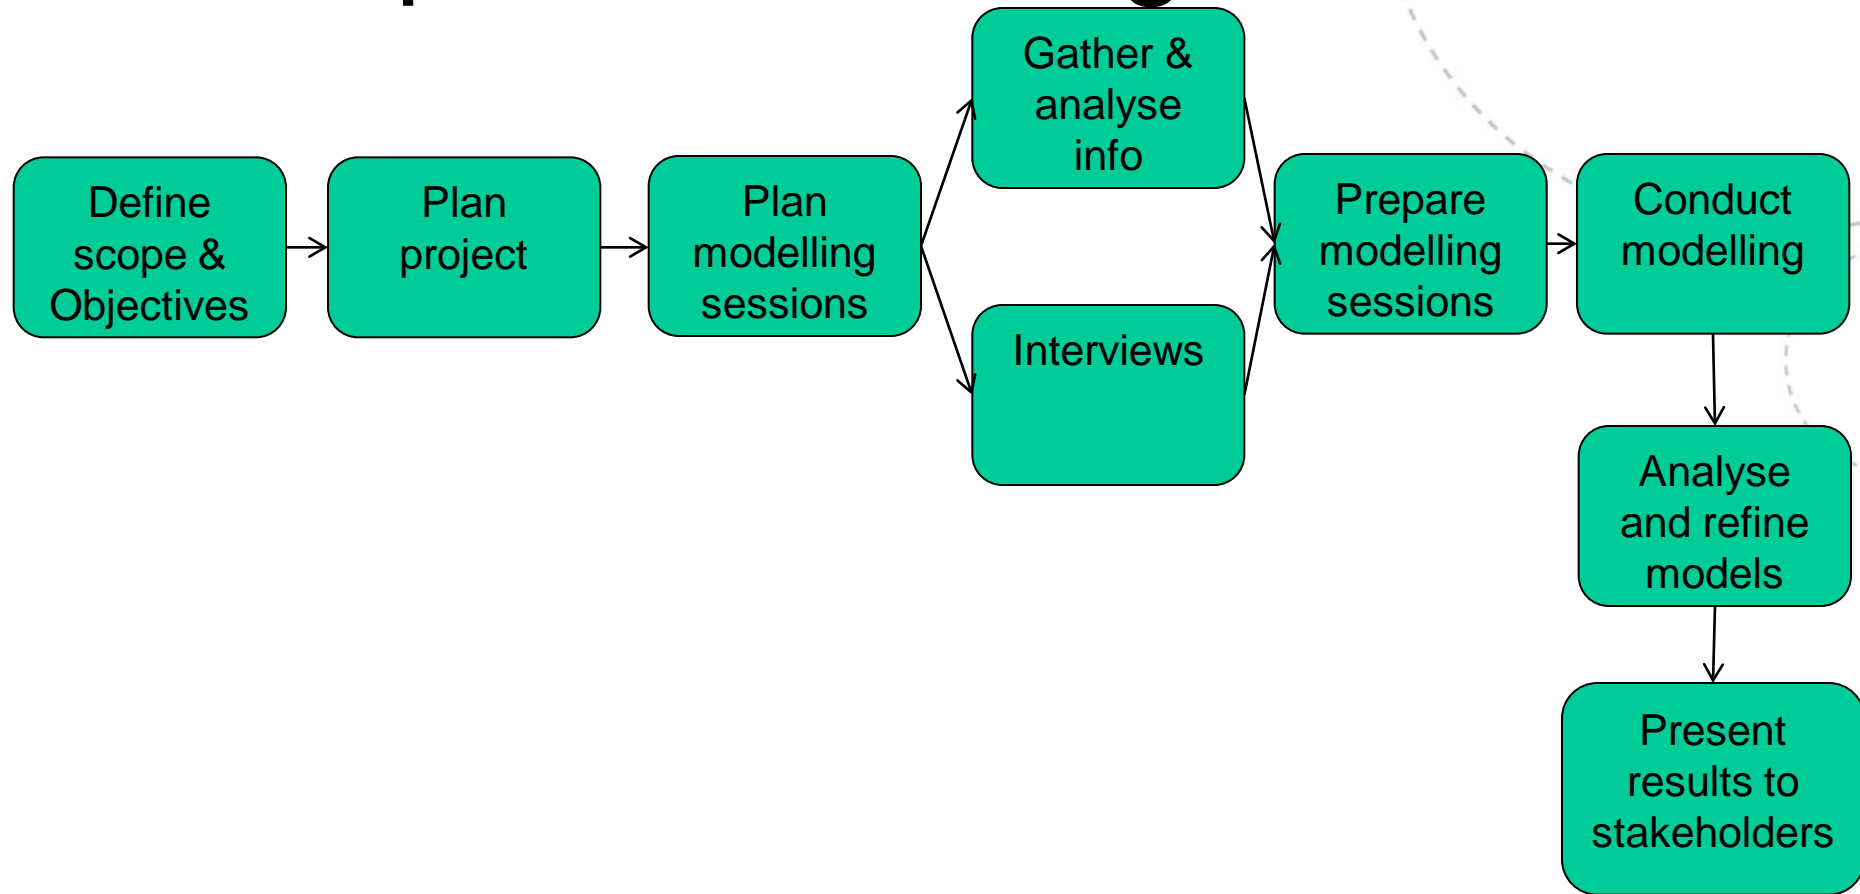 Define
scope &
Objectives
Plan
project
Plan
modelling
sessions
Gather &
analyse
info
Interviews
Prepare
modelling
sessions
Conduct
modelling
Analyse
and refine
models
Present
results to
stakeholders